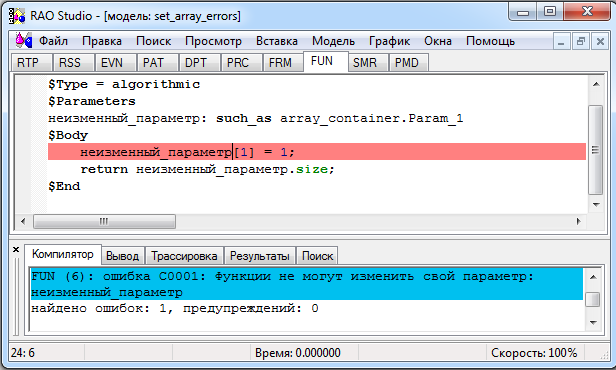 RAO Studio - [модель: set_array_errors]
Файл Правка Поиск Просмотр Вставка Модель График Окна Помощь
RTP RSS EVN PAT DPT PRC FRM FUN SMR PMD
$Type = algorithmic
$Parameters
неизменный_параметр: such_as array_container.Param_1
$Body
неизменный_параметр[1] = 1;
return неизменный_параметр.size;
$End
Компилятор Вывод Трассировка Результаты Поиск
FUN (6): ошибка C0001: Функции не могут изменить свой параметр:
неизменный_параметр
найдено ошибок: 1, предупреждений: 0
24: 6 Время: 0.000000 Скорость: 100%